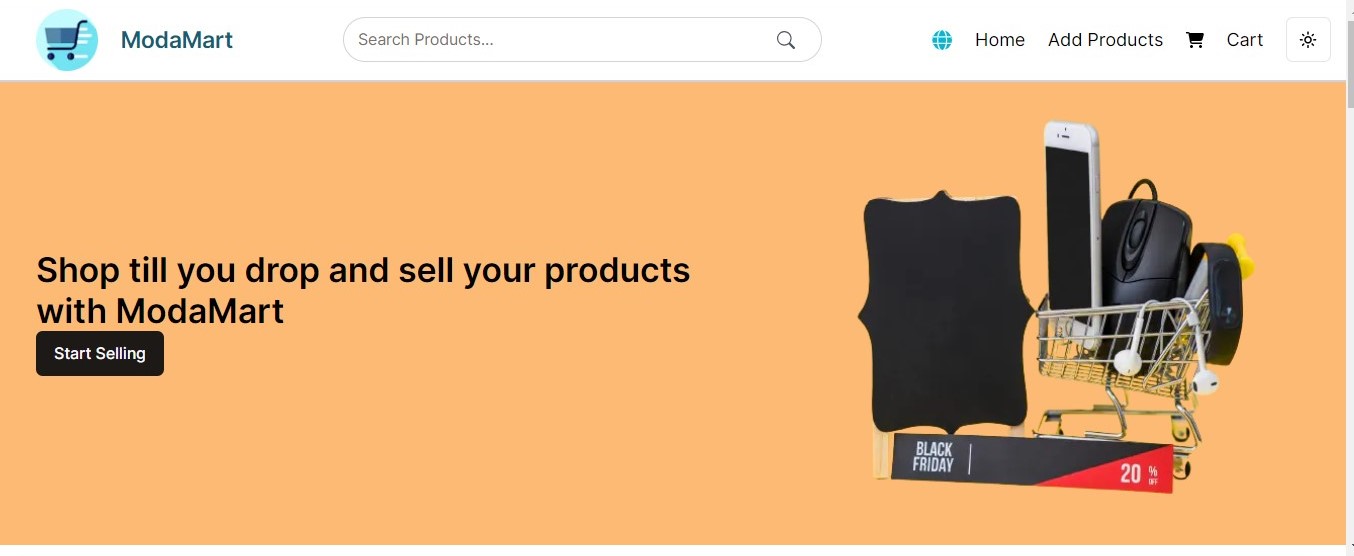 ModaMart
Search Products...
Home
Add Products
Cart
Shop till you drop and sell your products
with ModaMart
Start Selling
BLACK
FRIDAY
20 %
OFF